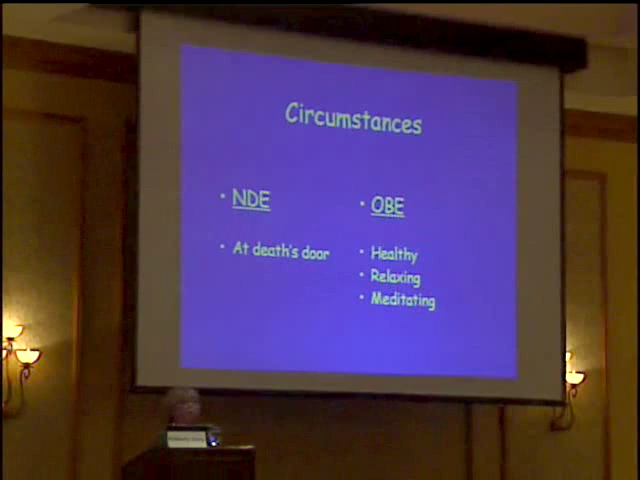 Circumstances
• NDE
• At death's door
• OBE
• Healthy
• Relaxing
• Meditating